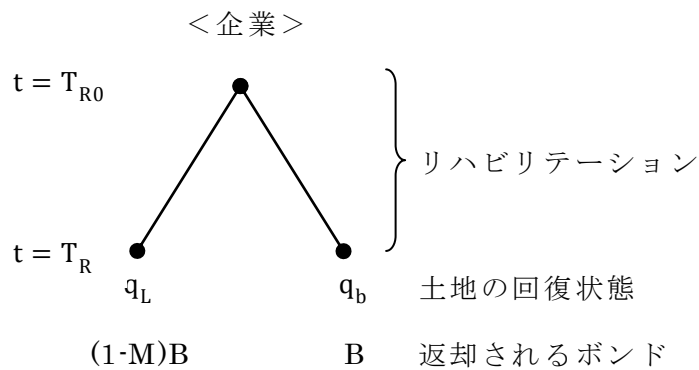 ＜企業＞
t = T_R0
リハビリテーション
t = T_R
q_L q_b 土地の回復状態
(1-M)B B 返却されるボンド